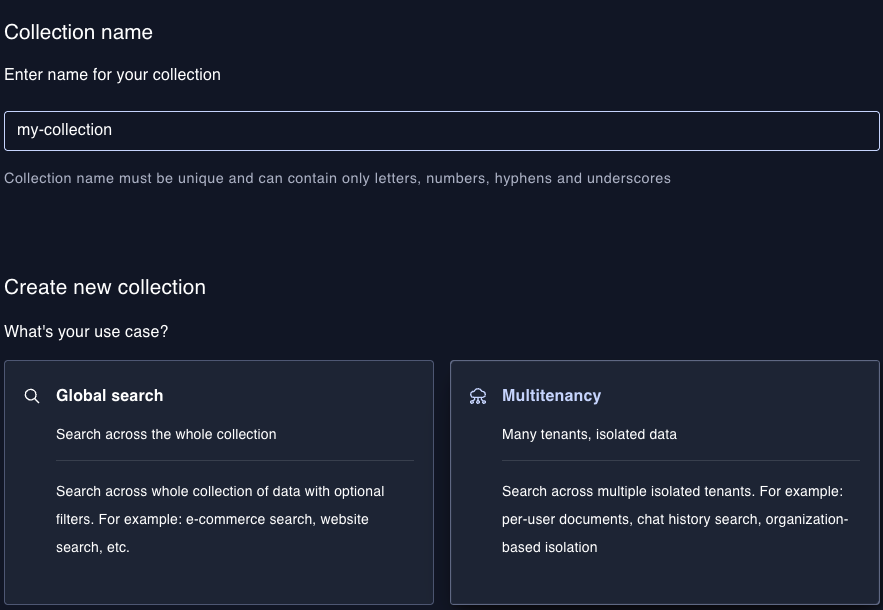 Collection name
Enter name for your collection
my-collection
Collection name must be unique and can contain only letters, numbers, hyphens and underscores
Create new collection
What's your use case?
Global search
Search across the whole collection
Search across whole collection of data with optional
filters. For example: e-commerce search, website
search, etc.
Multitenancy
Many tenants, isolated data
Search across multiple isolated tenants. For example:
per-user documents, chat history search, organization-
based isolation